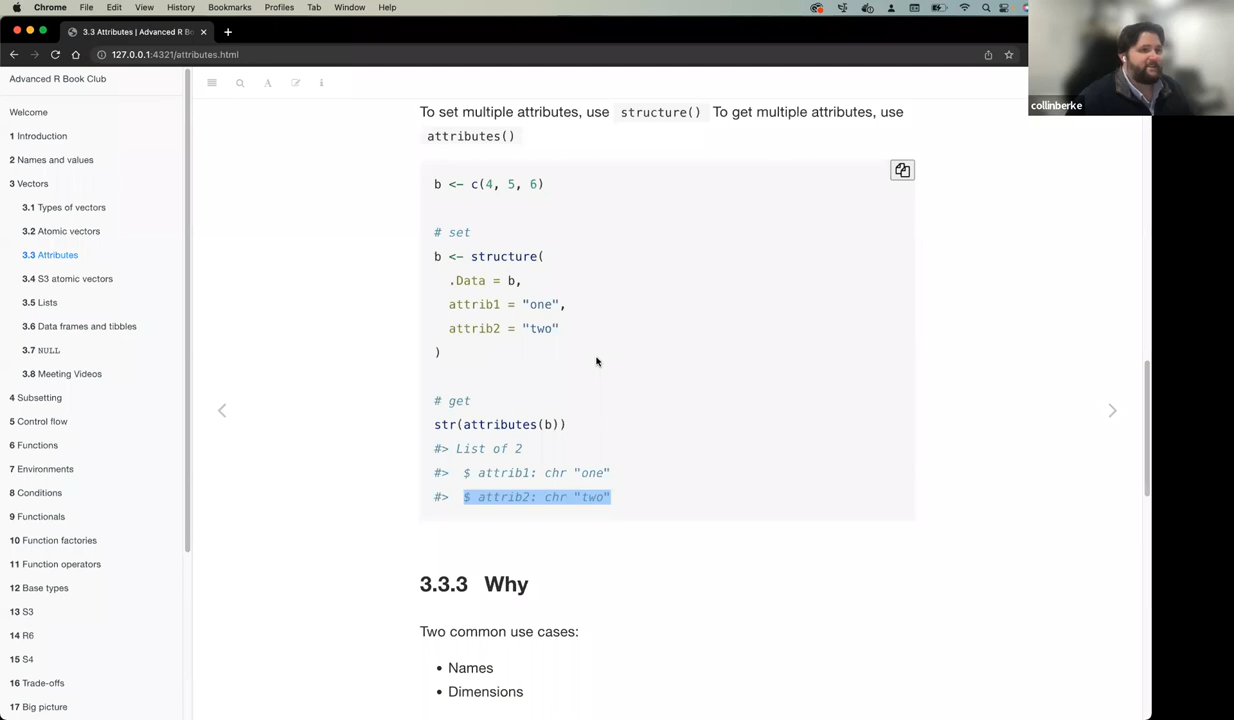 Chrome File Edit View History Bookmarks Profiles Tab Window Help
3.3 Attributes | Advanced R Bo
127.0.0.1:4321/attributes.html
collinberke
Advanced R Book Club
Welcome
1 Introduction
2 Names and values
3 Vectors
3.1 Types of vectors
3.2 Atomic vectors
3.3 Attributes
3.4 S3 atomic vectors
3.5 Lists
3.6 Data frames and tibbles
3.7 NULL
3.8 Meeting Videos
4 Subsetting
5 Control flow
6 Functions
7 Environments
8 Conditions
9 Functionals
10 Function factories
11 Function operators
12 Base types
13 S3
14 R6
15 S4
16 Trade-offs
17 Big picture
To set multiple attributes, use structure() To get multiple attributes, use
attributes()
b <- c(4, 5, 6)
# set
b <- structure(
.Data = b,
attrib1 = "one",
attrib2 = "two"
)
# get
str(attributes(b))
#> List of 2
#> $ attrib1: chr "one"
#> $ attrib2: chr "two"
3.3.3 Why
Two common use cases:
• Names
• Dimensions